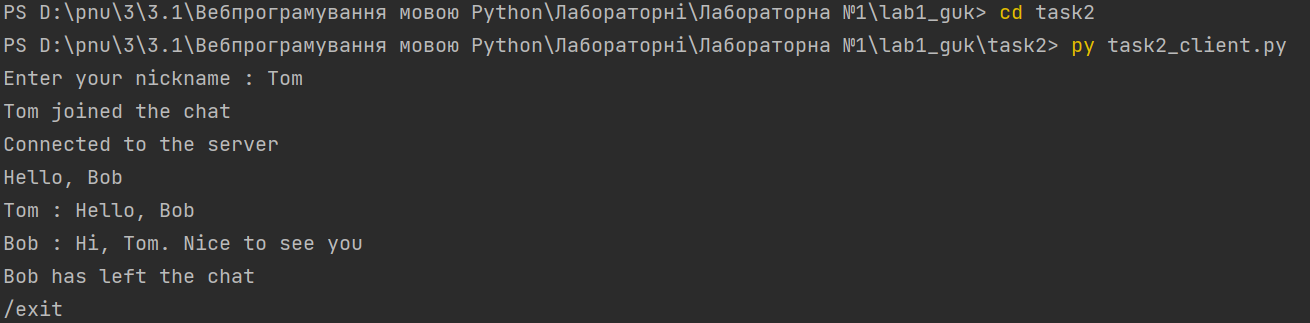 PS D:\pnu\3\3.1\Вебпрограмування мовою Python\Лабораторні\Лабораторна №1\lab1_guk> cd task2
PS D:\pnu\3\3.1\Вебпрограмування мовою Python\Лабораторні\Лабораторна №1\lab1_guk\task2> py task2_client.py
Enter your nickname : Tom
Tom joined the chat
Connected to the server
Hello, Bob
Tom : Hello, Bob
Bob : Hi, Tom. Nice to see you
Bob has left the chat
/exit